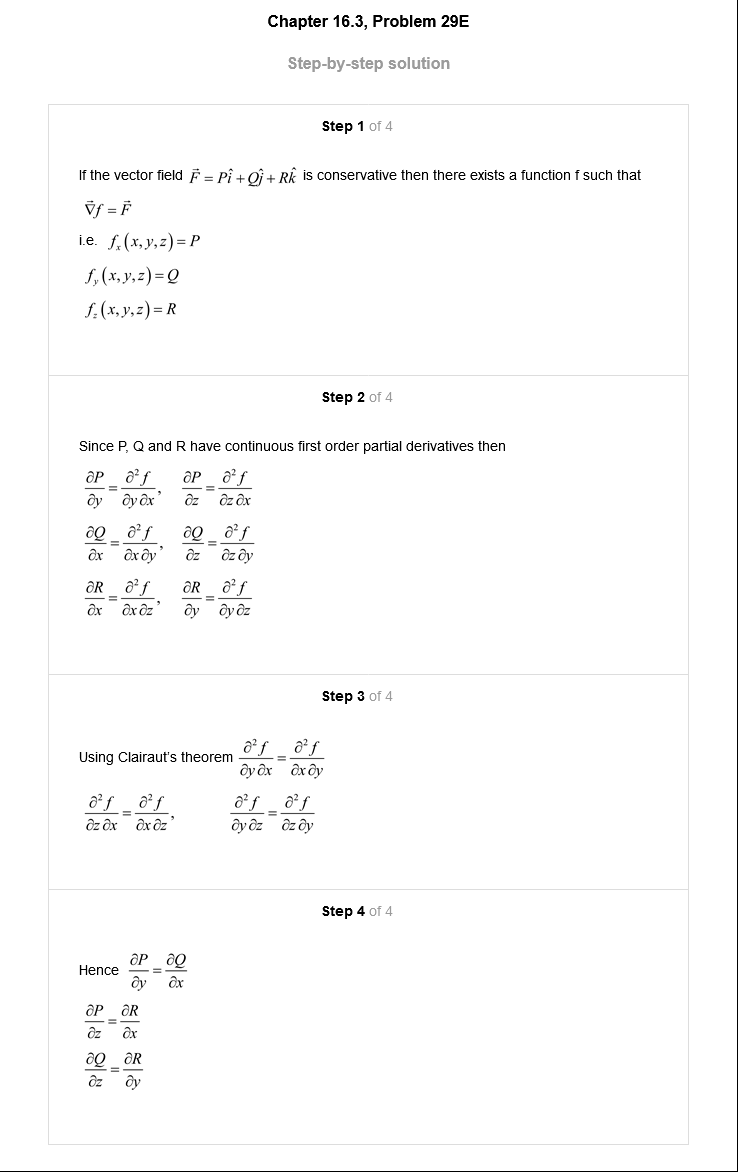 Chapter 16.3, Problem 29E
Step-by-step solution
Step 1 of 4
If the vector field $\vec{F} = P\hat{i} + Q\hat{j} + R\hat{k}$ is conservative then there exists a function f such that
$\vec{\nabla} f = \vec{F}$
i.e. $f_x(x,y,z) = P$
$f_y(x,y,z) = Q$
$f_z(x,y,z) = R$
Step 2 of 4
Since P, Q and R have continuous first order partial derivatives then
$\frac{\partial P}{\partial y} = \frac{\partial^2 f}{\partial y \partial x}, \quad \frac{\partial P}{\partial z} = \frac{\partial^2 f}{\partial z \partial x}$
$\frac{\partial Q}{\partial x} = \frac{\partial^2 f}{\partial x \partial y}, \quad \frac{\partial Q}{\partial z} = \frac{\partial^2 f}{\partial z \partial y}$
$\frac{\partial R}{\partial x} = \frac{\partial^2 f}{\partial x \partial z}, \quad \frac{\partial R}{\partial y} = \frac{\partial^2 f}{\partial y \partial z}$
Step 3 of 4
Using Clairaut's theorem $\frac{\partial^2 f}{\partial y \partial x} = \frac{\partial^2 f}{\partial x \partial y}$
$\frac{\partial^2 f}{\partial z \partial x} = \frac{\partial^2 f}{\partial x \partial z}, \quad \frac{\partial^2 f}{\partial y \partial z} = \frac{\partial^2 f}{\partial z \partial y}$
Step 4 of 4
Hence $\frac{\partial P}{\partial y} = \frac{\partial Q}{\partial x}$
$\frac{\partial P}{\partial z} = \frac{\partial R}{\partial x}$
$\frac{\partial Q}{\partial z} = \frac{\partial R}{\partial y}$